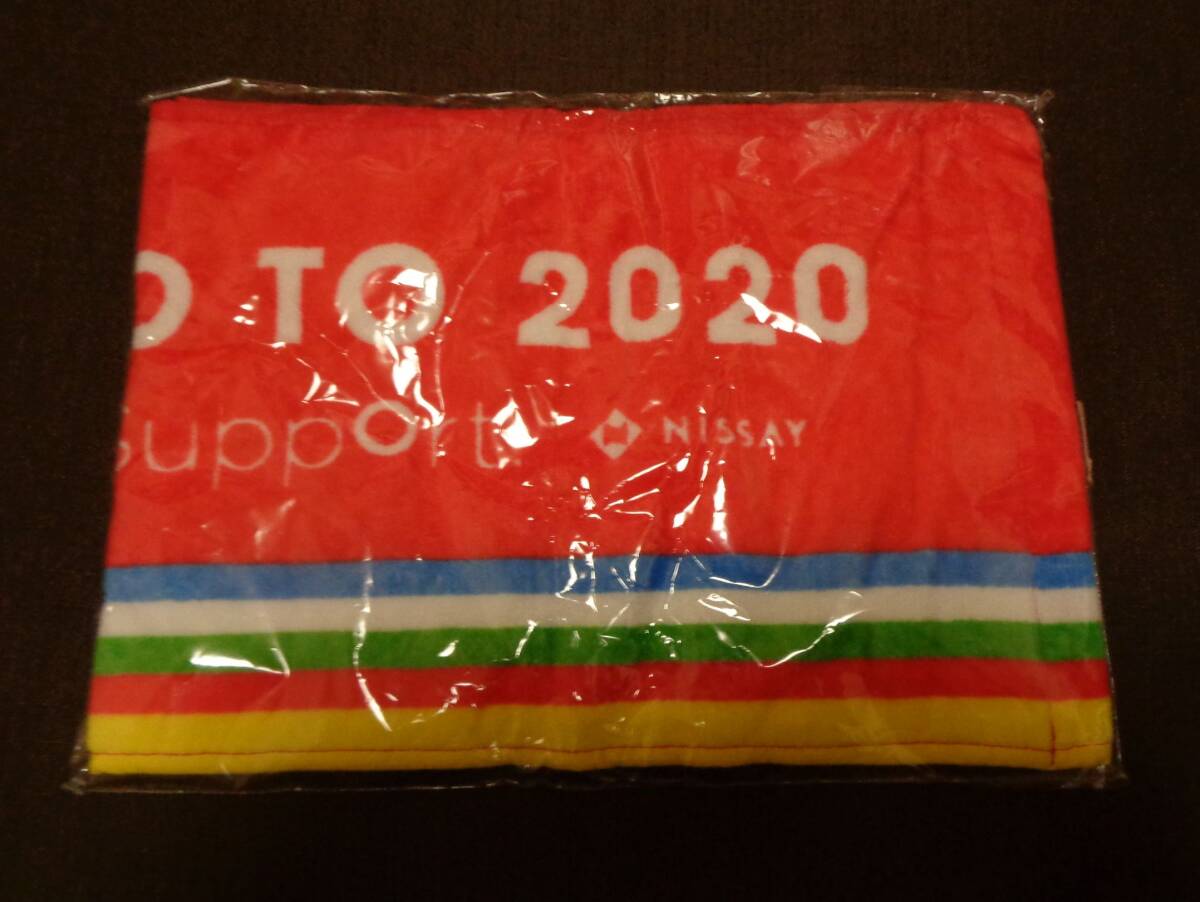 O TO 2020
support. NISSAY